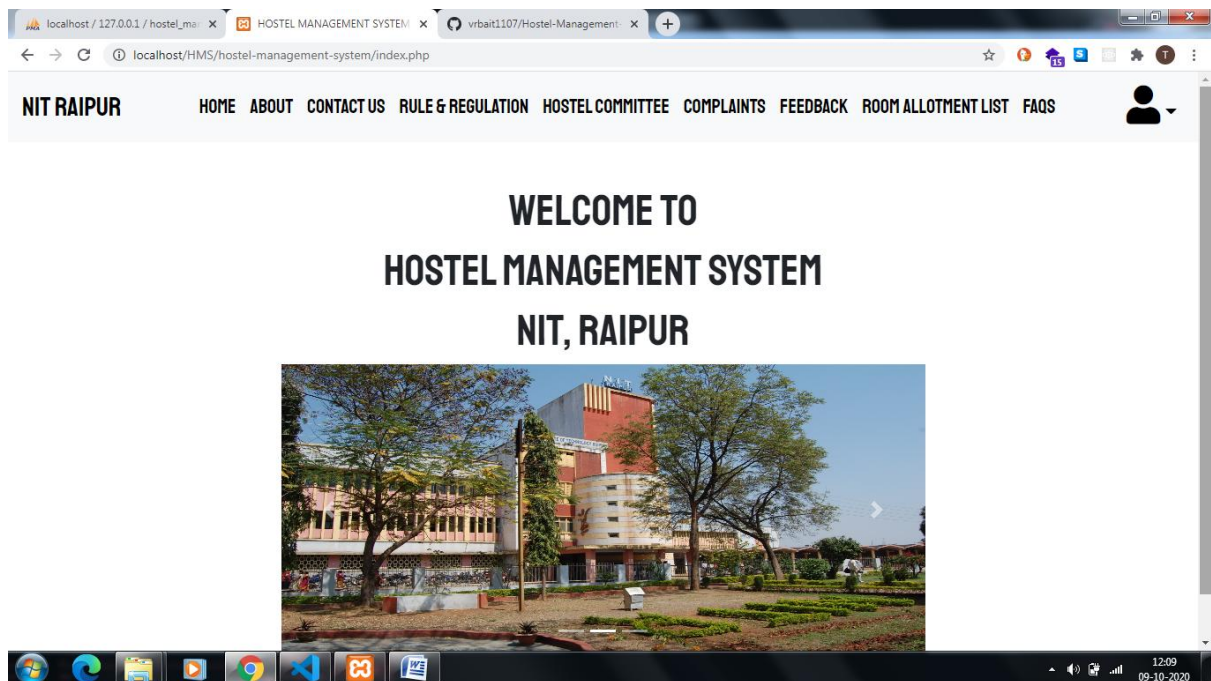 localhost / 127.0.0.1 / hostel_ma
HOSTEL MANAGEMENT SYSTEM
vrbait1107/Hostel-Management-
localhost/HMS/hostel-management-system/index.php
15
S
T
NIT RAIPUR
HOME ABOUT CONTACT US RULE & REGULATION HOSTEL COMMITTEE COMPLAINTS FEEDBACK ROOM ALLOTMENT LIST FAQS
WELCOME TO
HOSTEL MANAGEMENT SYSTEM
NIT, RAIPUR
N.I.T.
12:09
09-10-2020